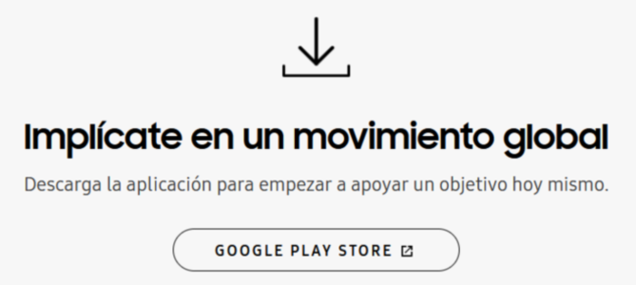 Implícate en un movimiento global
Descarga la aplicación para empezar a apoyar un objetivo hoy mismo.
GOOGLE PLAY STORE